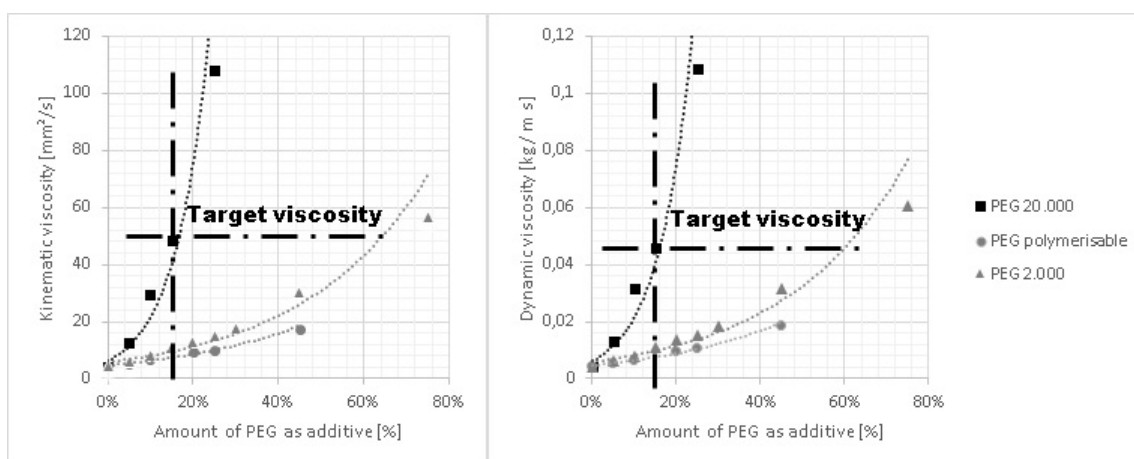 120
100
80
60
40
20
0
Kinematic viscosity [mm²/s]
Target viscosity
0% 20% 40% 60% 80%
Amount of PEG as additive [%]
0,12
0,1
0,08
0,06
0,04
0,02
0
Dynamic viscosity [kg/ m s]
Target viscosity
0% 20% 40% 60% 80%
Amount of PEG as additive [%]
PEG 20.000
PEG polymerisable
PEG 2.000